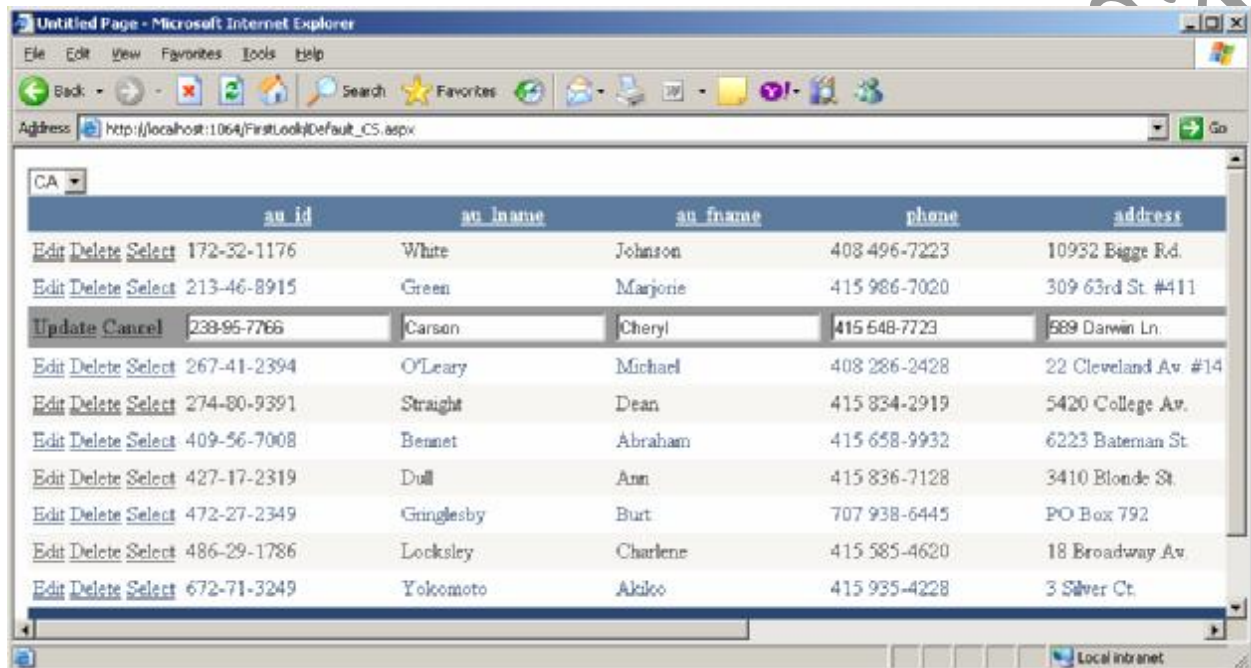 Untitled Page - Microsoft Internet Explorer
File Edit View Favorites Tools Help
Back Search Favorites
Address http://localhost:1064/FirstLook/Default_CS.aspx Go
CA
au_id au_lname au_fname phone address
Edit Delete Select 172-32-1176 White Johnson 408 496-7223 10932 Bigge Rd.
Edit Delete Select 213-46-8915 Green Marjorie 415 986-7020 309 63rd St. #411
Update Cancel 238-95-7766 Carson Cheryl 415 548-7723 589 Darwin Ln.
Edit Delete Select 267-41-2394 O'Leary Michael 408 286-2428 22 Cleveland Av. #14
Edit Delete Select 274-80-9391 Straight Dean 415 834-2919 5420 College Av.
Edit Delete Select 409-56-7008 Bennet Abraham 415 658-9932 6223 Bateman St.
Edit Delete Select 427-17-2319 Dull Ann 415 836-7128 3410 Blonde St.
Edit Delete Select 472-27-2349 Gringlesby Burt 707 938-6445 PO Box 792
Edit Delete Select 486-29-1786 Locksley Charlene 415 585-4620 18 Broadway Av.
Edit Delete Select 672-71-3249 Yokomoto Akiko 415 935-4228 3 Silver Ct.
Local intranet